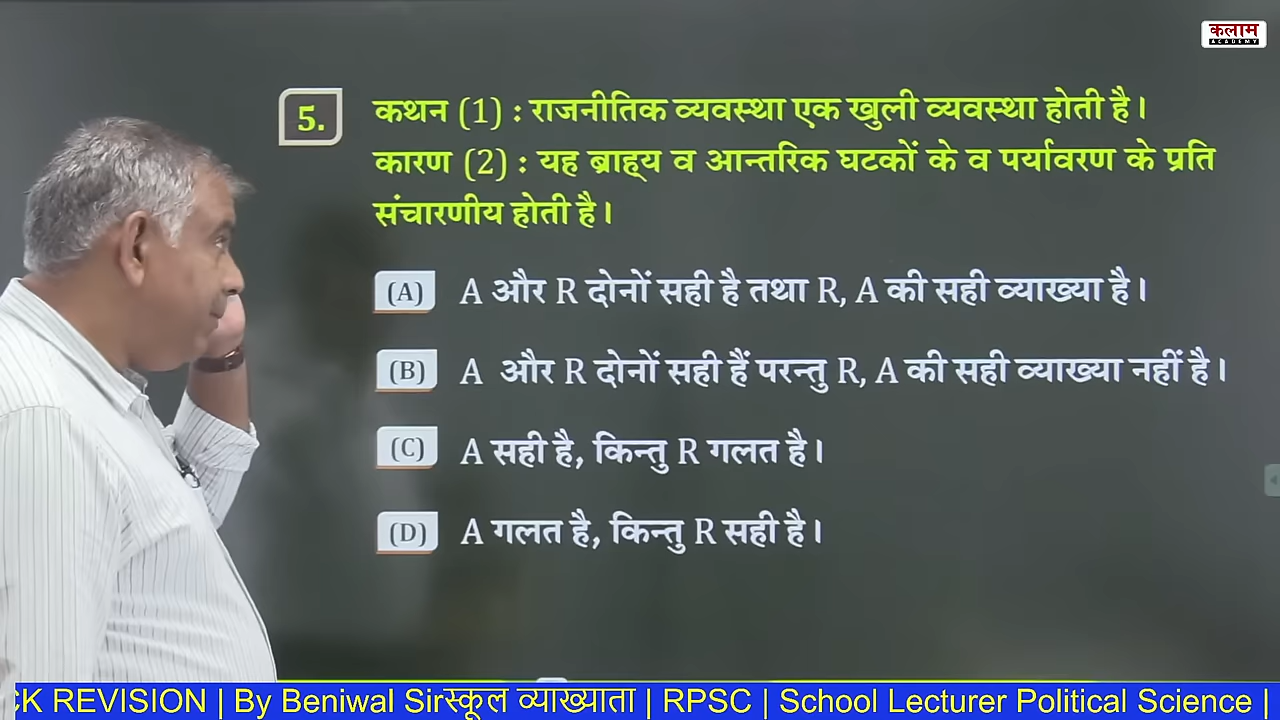 कलाम
ACADEMY
5. कथन (1) : राजनीतिक व्यवस्था एक खुली व्यवस्था होती है।
कारण (2) : यह ब्राह्य व आन्तरिक घटकों के व पर्यावरण के प्रति
संचारणीय होती है।
(A) A और R दोनों सही है तथा R, A की सही व्याख्या है।
(B) A और R दोनों सही हैं परन्तु R, A की सही व्याख्या नहीं है।
(C) A सही है, किन्तु R गलत है।
(D) A गलत है, किन्तु R सही है।
CK REVISION | By Beniwal Sirस्कूल व्याख्याता | RPSC | School Lecturer Political Science |